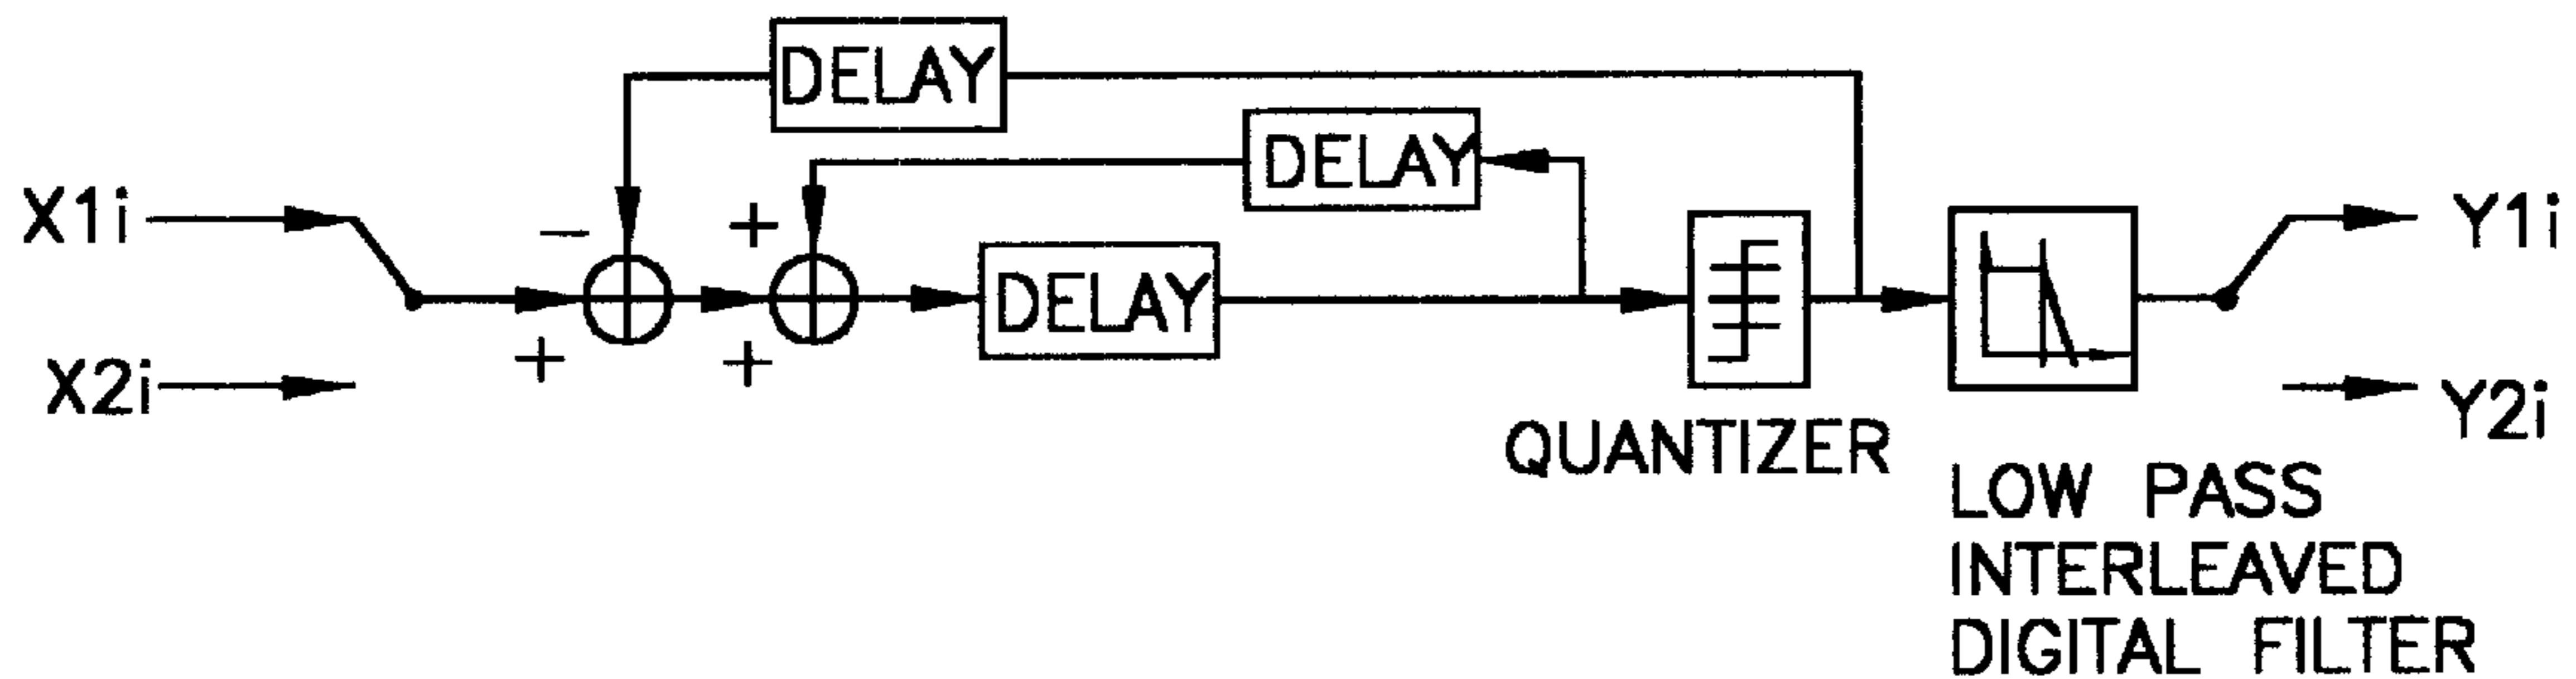 DELAY
DELAY
X1i
- +
DELAY
+ +
X2i
QUANTIZER
LOW PASS
INTERLEAVED
DIGITAL FILTER
Y1i
Y2i